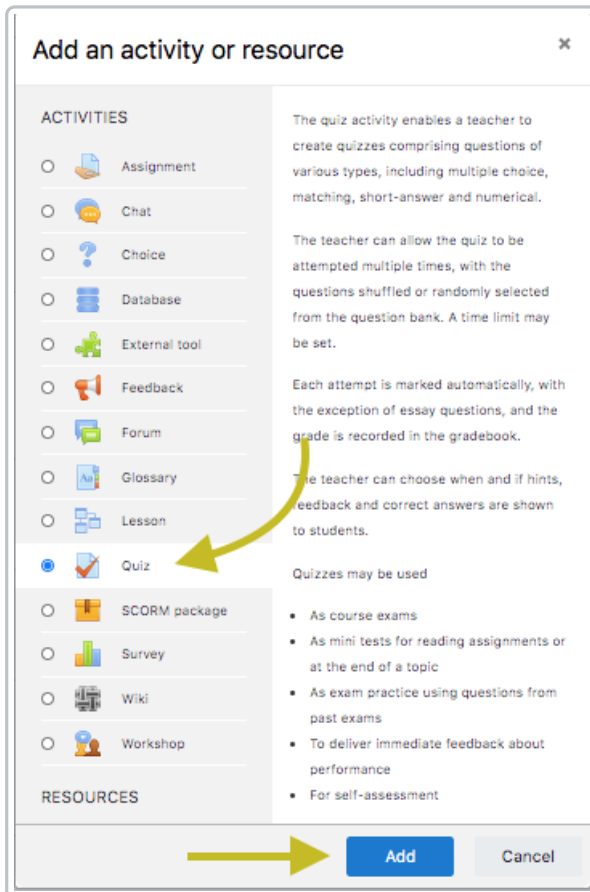 Add an activity or resource
×
ACTIVITIES
Assignment
Chat
Choice
Database
External tool
Feedback
Forum
Aa
Glossary
Lesson
Quiz
SCORM package
Survey
Wiki
Workshop
RESOURCES
The quiz activity enables a teacher to
create quizzes comprising questions of
various types, including multiple choice,
matching, short-answer and numerical.
The teacher can allow the quiz to be
attempted multiple times, with the
questions shuffled or randomly selected
from the question bank. A time limit may
be set.
Each attempt is marked automatically, with
the exception of essay questions, and the
grade is recorded in the gradebook.
The teacher can choose when and if hints,
feedback and correct answers are shown
to students.
Quizzes may be used
• As course exams
• As mini tests for reading assignments or
at the end of a topic
• As exam practice using questions from
past exams
• To deliver immediate feedback about
performance
• For self-assessment
Add
Cancel